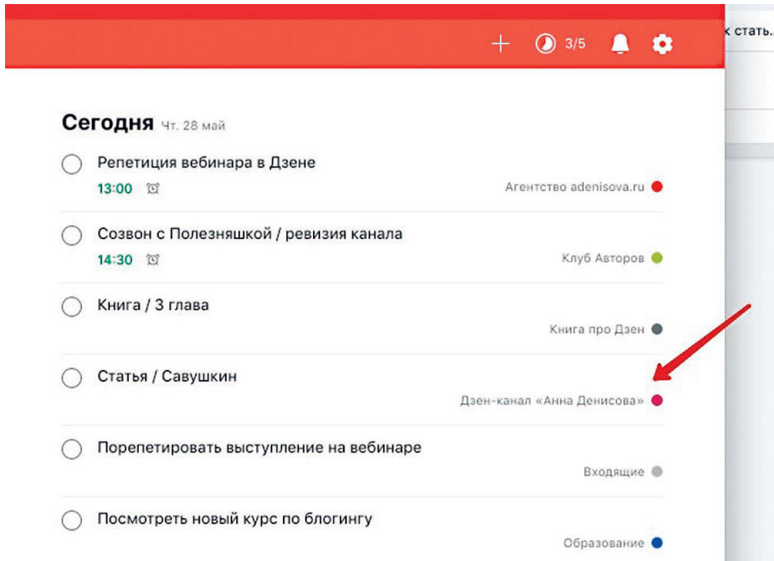 3/5
к стать...
Сегодня Чт. 28 май
Репетиция вебинара в Дзене
13:00
Агентство adenisova.ru
Созвон с Полезняшкой / ревизия канала
14:30
Клуб Авторов
Книга / 3 глава
Книга про Дзен
Статья / Савушкин
Дзен-канал «Анна Денисова»
Порепетировать выступление на вебинаре
Входящие
Посмотреть новый курс по блогингу
Образование